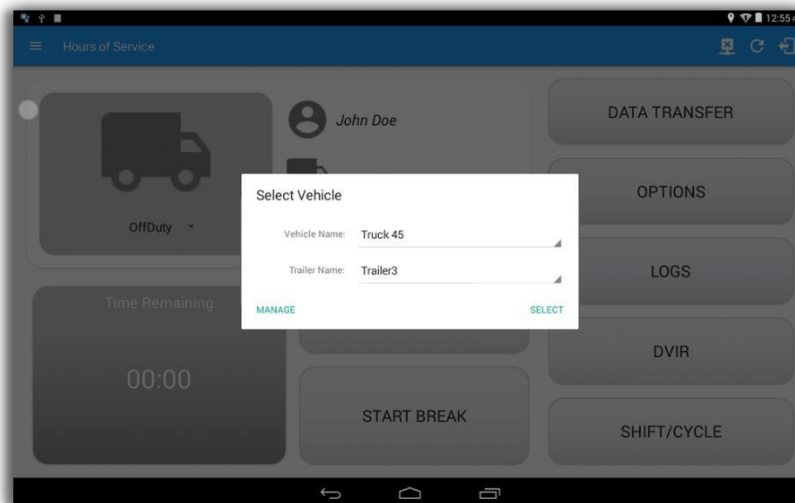 12:55
Hours of Service
John Doe
DATA TRANSFER
OPTIONS
Select Vehicle
Vehicle Name: Truck 45
Trailer Name: Trailer3
MANAGE SELECT
OffDuty
LOGS
Time Remaining
00:00
DVIR
START BREAK
SHIFT/CYCLE